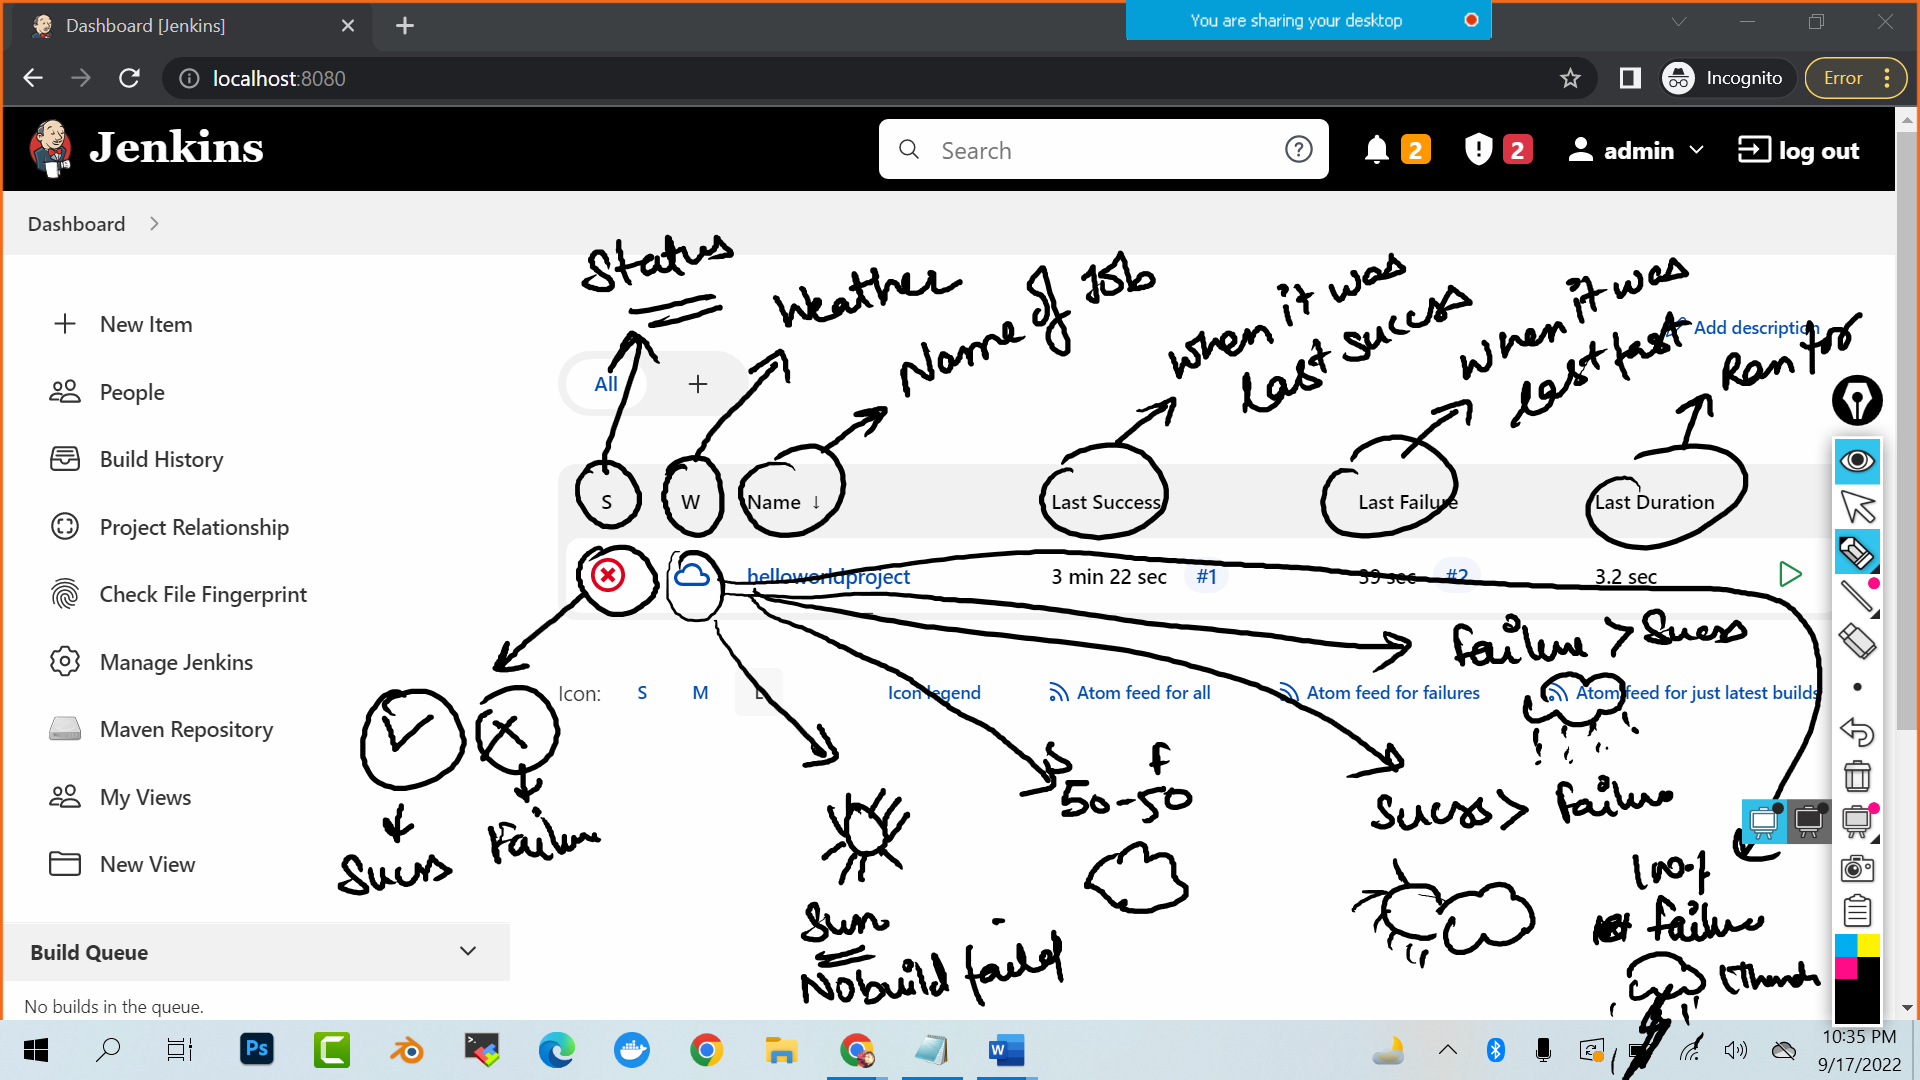 Dashboard [Jenkins]
You are sharing your desktop
localhost:8080
Incognito
Error
Jenkins
Search
2
2
admin
log out
Dashboard
Status
Weather
Name of Job
When it was
last success
When it was
last
Ran for
Add description
New Item
People
Build History
Project Relationship
Check File Fingerprint
Manage Jenkins
Maven Repository
My Views
New View
All
+
S W Name ↓ Last Success Last Failure Last Duration
helloworldproject 3 min 22 sec #1 39 sec #2 3.2 sec
Failure > Sucess
Icon: S M L Icon legend Atom feed for all Atom feed for failures Atom feed for just latest builds
S F
50-50
Sucess > failure
Sucess
Failure
Sun
No build failed
100%
failure
Build Queue
No builds in the queue.
10:35 PM
9/17/2022